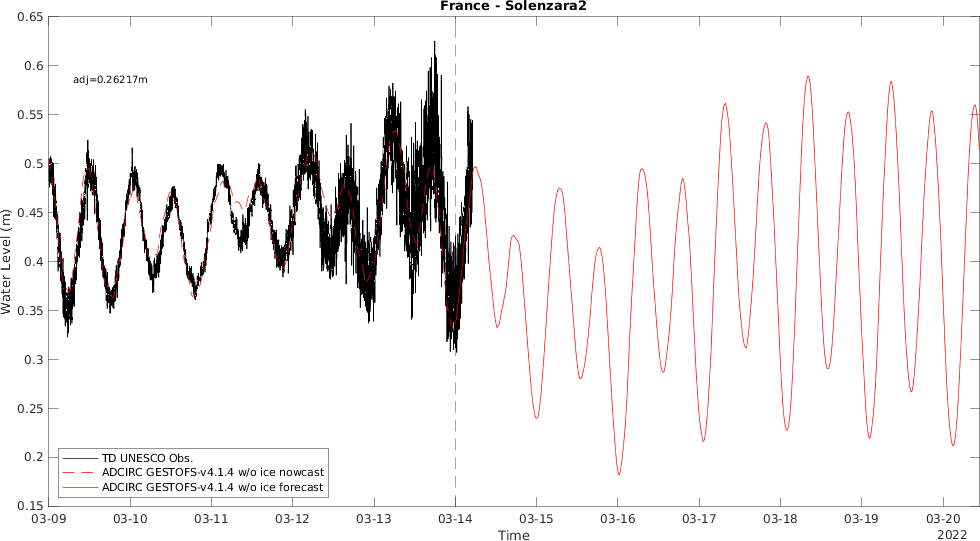 France - Solenzara2
adj=0.26217m
0.65
0.6
0.55
0.5
0.45
0.4
0.35
0.3
0.25
0.2
0.15
Water Level (m)
TD UNESCO Obs.
ADCIRC GESTOFS-v4.1.4 w/o ice nowcast
ADCIRC GESTOFS-v4.1.4 w/o ice forecast
03-09 03-10 03-11 03-12 03-13 03-14 03-15 03-16 03-17 03-18 03-19 03-20
Time
2022